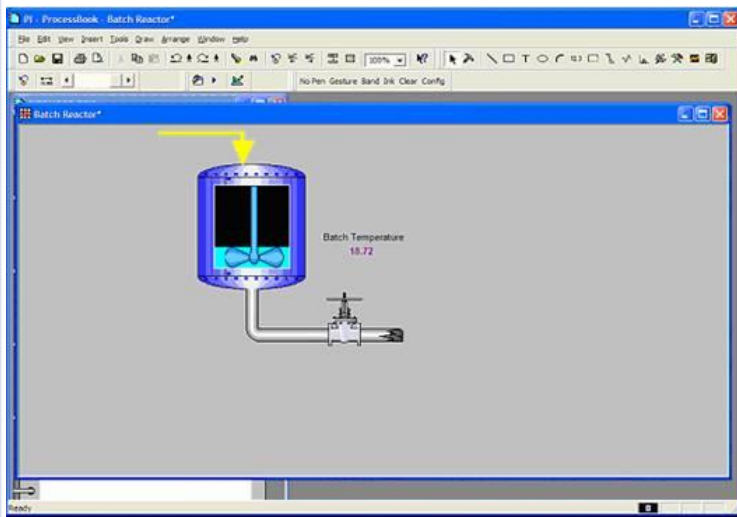 PI - ProcessBook - Batch Reactor*
File Edit View Insert Tools Draw Arrange Window Help
100%
No Pen Gesture Band Ink Clear Config
Batch Reactor*
Batch Temperature
18.72
Ready